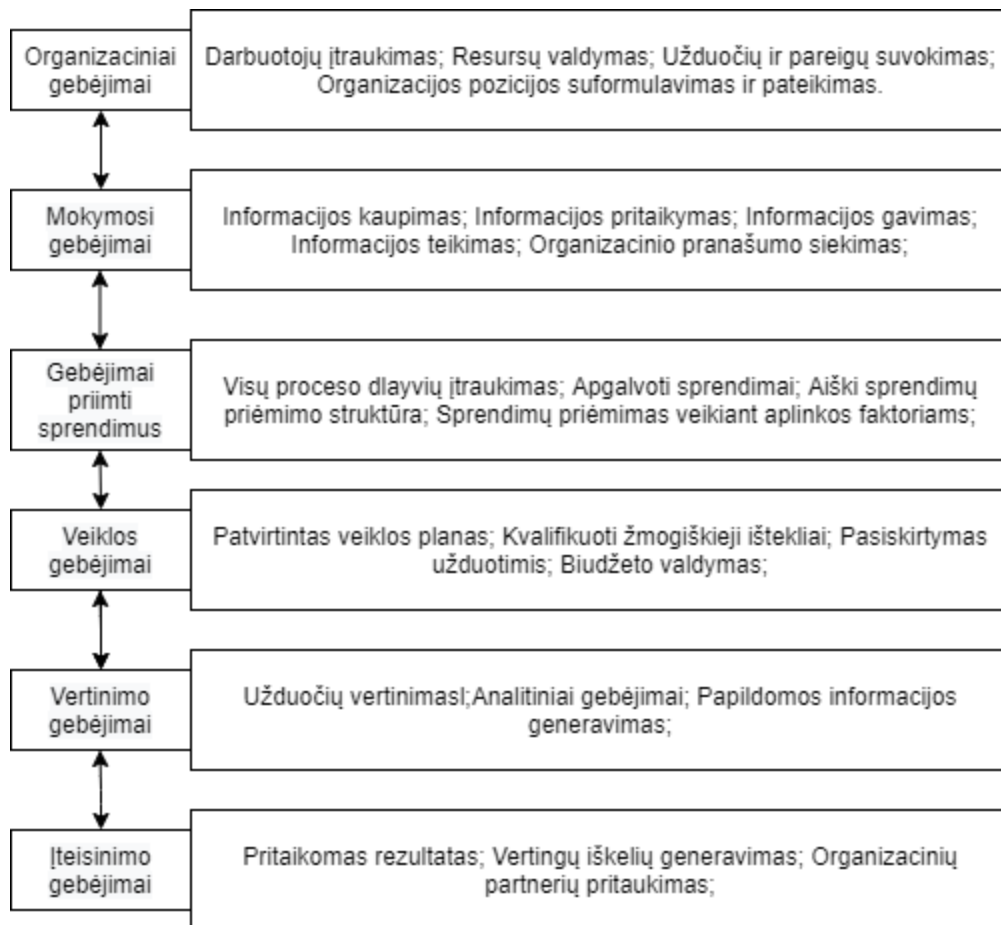 Organizaciniai
gebėjimai
Darbuotojų įtraukimas; Resursų valdymas; Užduočių ir pareigų suvokimas;
Organizacijos pozicijos suformulavimas ir pateikimas.
Mokymosi
gebėjimai
Informacijos kaupimas; Informacijos pritaikymas; Informacijos gavimas;
Informacijos teikimas; Organizacinio pranašumo siekimas;
Gebėjimai
priimti
sprendimus
Visų proceso dlayvių įtraukimas; Apgalvoti sprendimai; Aiški sprendimų
priėmimo struktūra; Sprendimų priėmimas veikiant aplinkos faktoriams;
Veiklos
gebėjimai
Patvirtintas veiklos planas; Kvalifikuoti žmogiškieji ištekliai; Pasiskirtymas
užduotimis; Biudžeto valdymas;
Vertinimo
gebėjimai
Užduočių vertinimasl;Analitiniai gebėjimai; Papildomos informacijos
generavimas;
Įteisinimo
gebėjimai
Pritaikomas rezultatas; Vertingų iškelių generavimas; Organizacinių
partnerių pritaukimas;